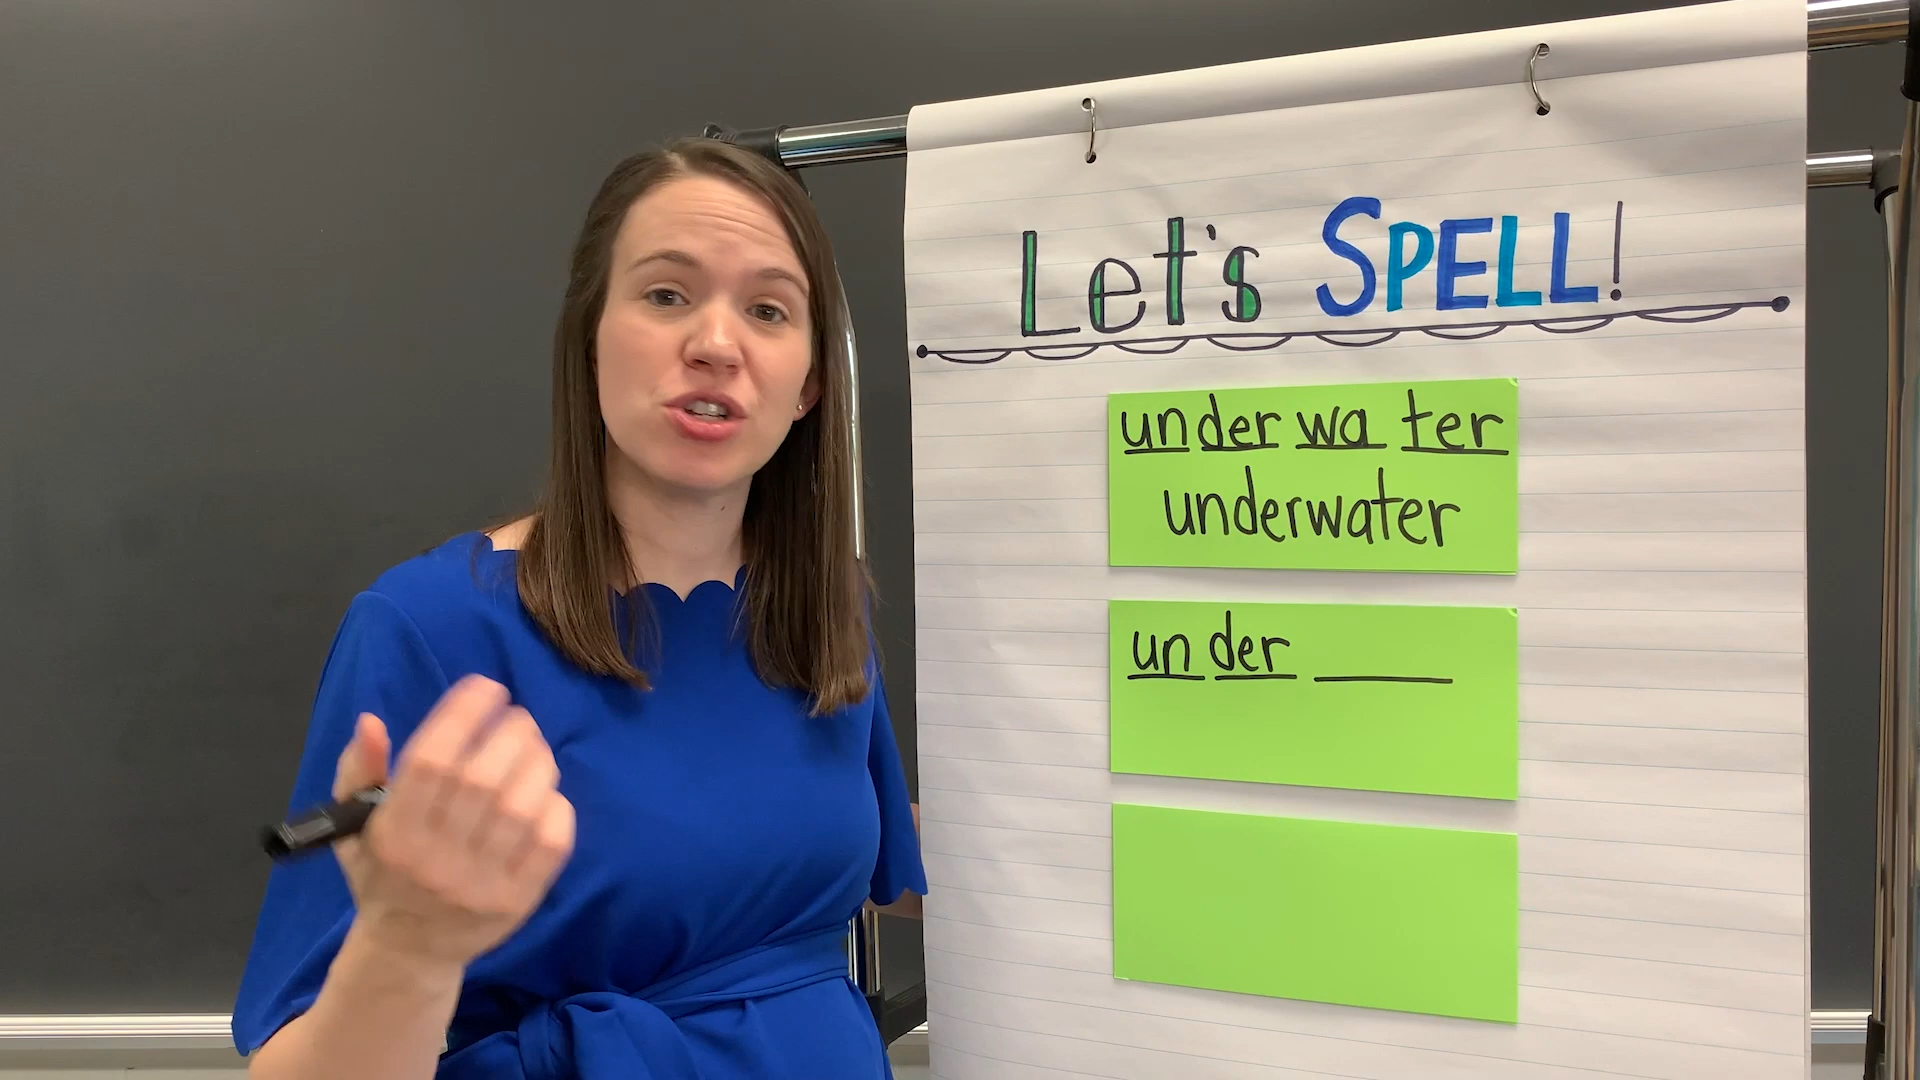 Let's SPELL!
un der wa ter
underwater
un der ____